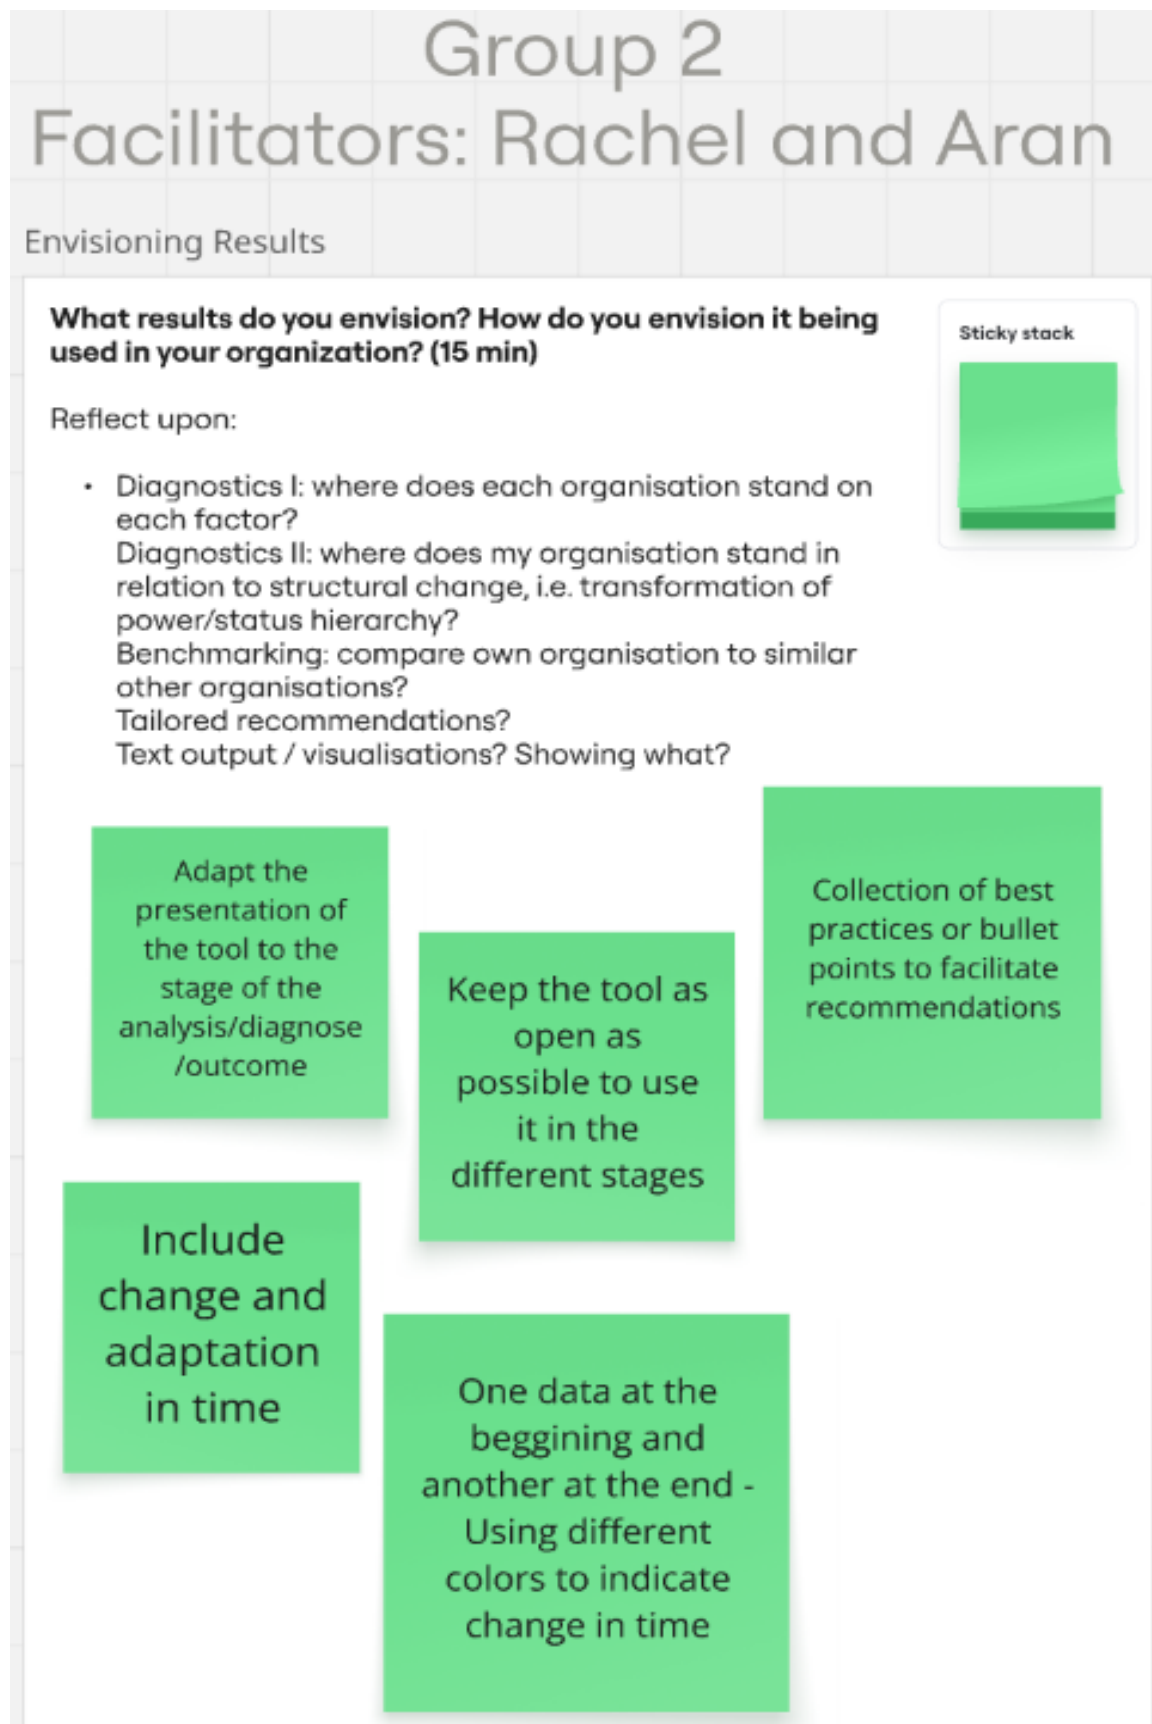 Group 2
Facilitators: Rachel and Aran
Envisioning Results
What results do you envision? How do you envision it being
used in your organization? (15 min)
Sticky stack
Reflect upon:
• Diagnostics I: where does each organisation stand on
each factor?
Diagnostics II: where does my organisation stand in
relation to structural change, i.e. transformation of
power/status hierarchy?
Benchmarking: compare own organisation to similar
other organisations?
Tailored recommendations?
Text output / visualisations? Showing what?
Adapt the
presentation of
the tool to the
stage of the
analysis/diagnose
/outcome
Keep the tool as
open as
possible to use
it in the
different stages
Collection of best
practices or bullet
points to facilitate
recommendations
Include
change and
adaptation
in time
One data at the
beggining and
another at the end -
Using different
colors to indicate
change in time